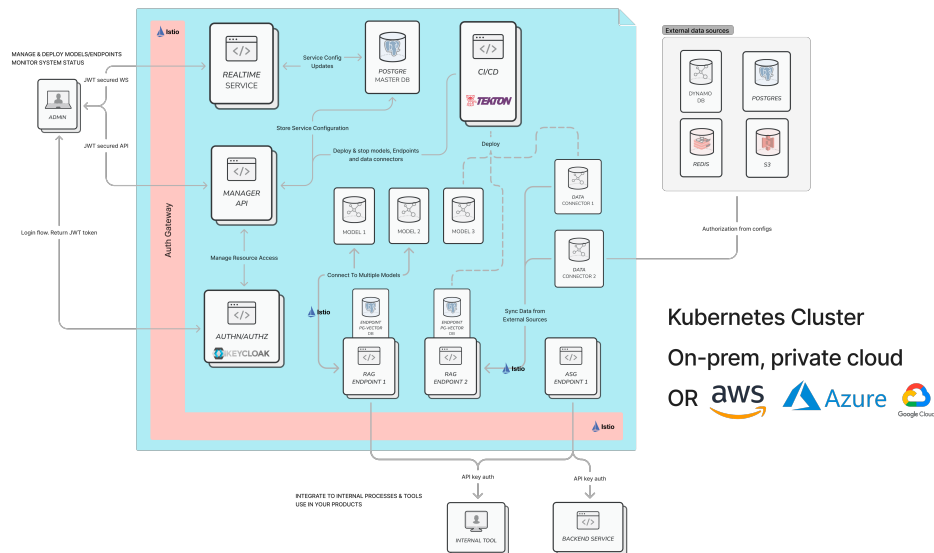 MANAGE & DEPLOY MODELS/ENDPOINTS
MONITOR SYSTEM STATUS
ADMIN
JWT secured WS
JWT secured API
Login flow. Return JWT token
Istio
Auth Gateway
REALTIME
SERVICE
Service Config
Updates
POSTGRE
MASTER DB
CI/CD
TEKTON
Store Service Configuration
Deploy & stop models, Endpoints
and data connectors
Deploy
MANAGER
API
Manage Resource Access
AUTHN/AUTHZ
KEYCLOAK
MODEL 1
MODEL 2
MODEL 3
DATA
CONNECTOR 1
DATA
CONNECTOR 2
Connect To Multiple Models
Istio
Sync Data from
External Sources
ENDPOINT
PG-VECTOR
DB
ENDPOINT
PG-VECTOR
DB
RAG
ENDPOINT 1
RAG
ENDPOINT 2
Istio
ASG
ENDPOINT 1
Istio
External data sources
DYNAMO
DB
POSTGRES
REDIS
S3
Authorization from configs
Kubernetes Cluster
On-prem, private cloud
OR aws Azure Google Cloud
API key auth
API key auth
INTEGRATE TO INTERNAL PROCESSES & TOOLS
USE IN YOUR PRODUCTS
INTERNAL TOOL
BACKEND SERVICE